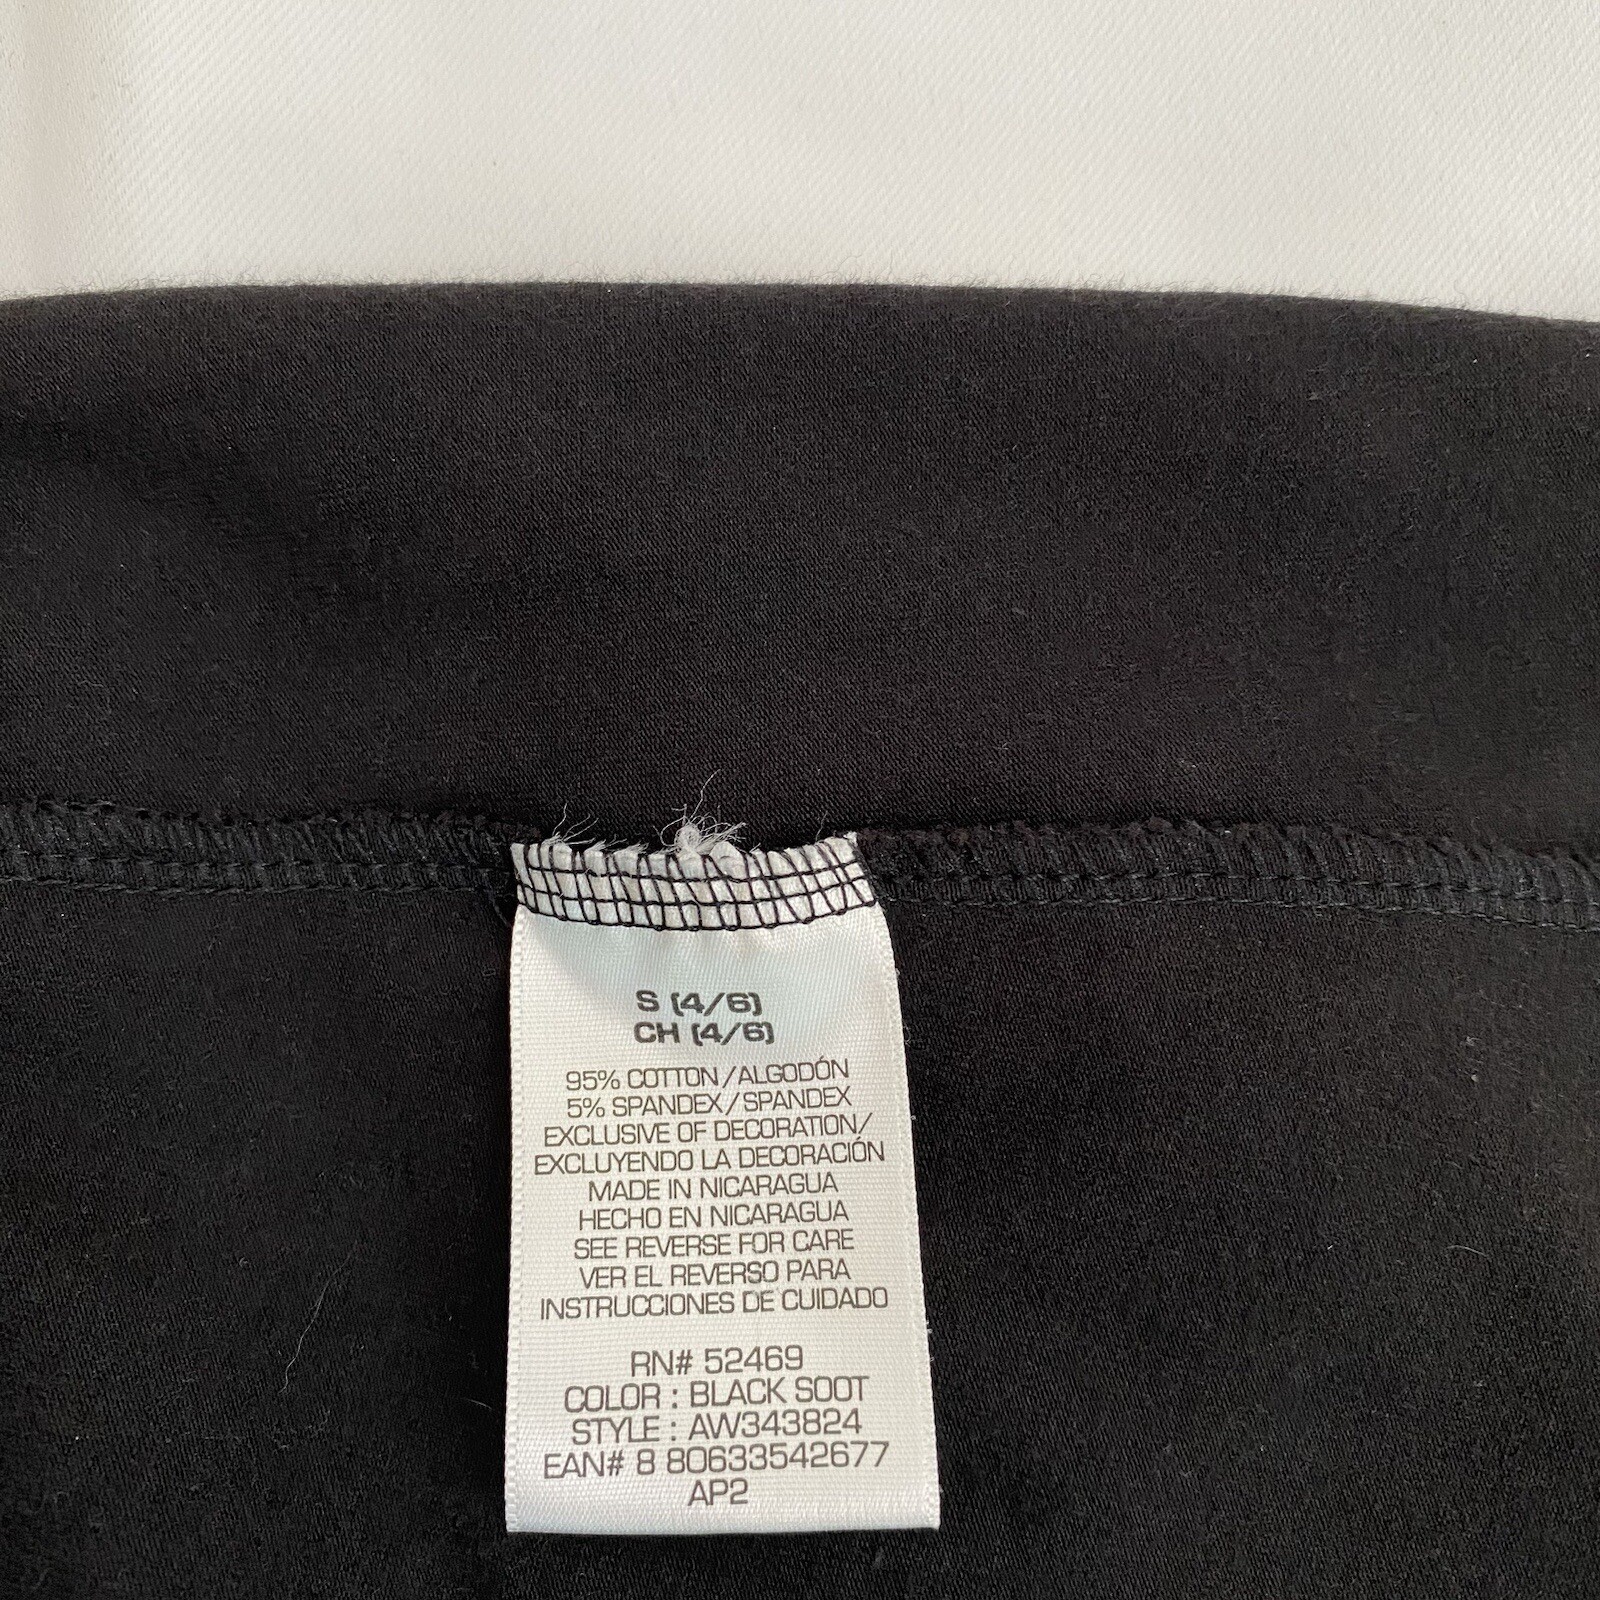 S (4/6)
CH (4/6)
95% COTTON/ALGODÓN
5% SPANDEX/SPANDEX
EXCLUSIVE OF DECORATION/
EXCLUYENDO LA DECORACIÓN
MADE IN NICARAGUA
HECHO EN NICARAGUA
SEE REVERSE FOR CARE
VER EL REVERSO PARA
INSTRUCCIONES DE CUIDADO
RN# 52469
COLOR : BLACK SOOT
STYLE : AW343824
EAN# 8 80633542677
AP2